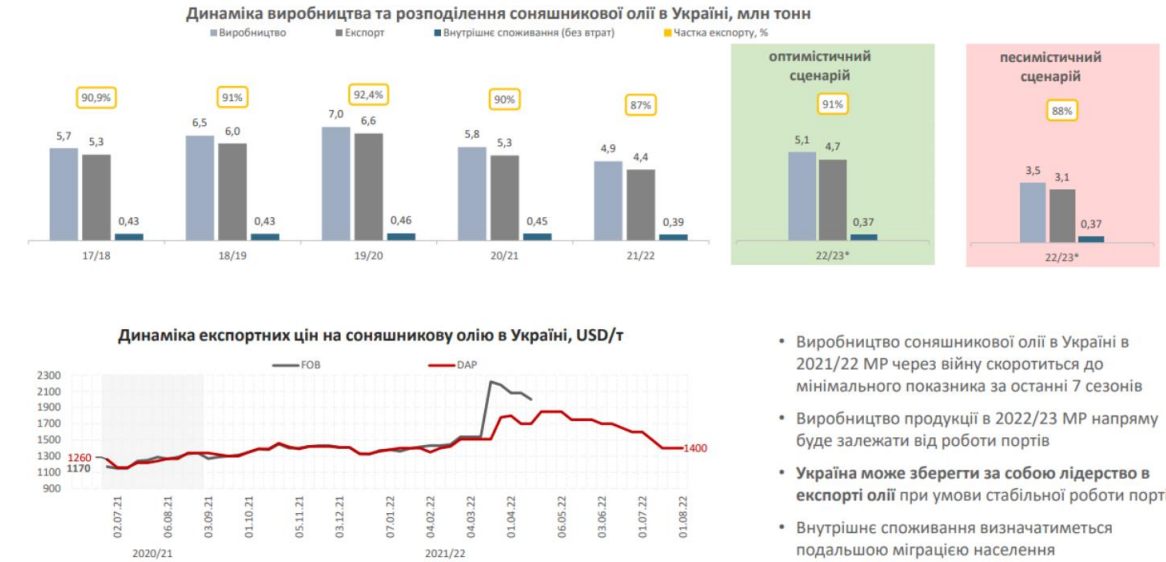 Динаміка виробництва та розподілення соняшникової олії в Україні, млн тонн
Виробництво Експорт Внутрішнє споживання (без втрат) Частка експорту, %
90,9% 91% 92,4% 90% 87%
5,7 5,3 0,43
6,5 6,0 0,43
7,0 6,6 0,46
5,8 5,3 0,45
4,9 4,4 0,39
17/18 18/19 19/20 20/21 21/22
оптимістичний
сценарій
91%
5,1 4,7 0,37
22/23*
песимістичний
сценарій
88%
3,5 3,1 0,37
22/23*
Динаміка експортних цін на соняшникову олію в Україні, USD/т
FOB DAP
2300
2100
1900
1700
1500
1300
1100
900
1260
1170
1400
02.07.21 06.08.21 03.09.21 01.10.21 05.11.21 03.12.21 07.01.22 04.02.22 04.03.22 01.04.22 06.05.22 03.06.22 01.07.22 01.08.22
2020/21 2021/22
• Виробництво соняшникової олії в Україні в
2021/22 МР через війну скоротиться до
мінімального показника за останні 7 сезонів
• Виробництво продукції в 2022/23 МР напряму
буде залежати від роботи портів
• Україна може зберегти за собою лідерство в
експорті олії при умови стабільної роботи порті
• Внутрішнє споживання визначатиметься
подальшою міграцією населення